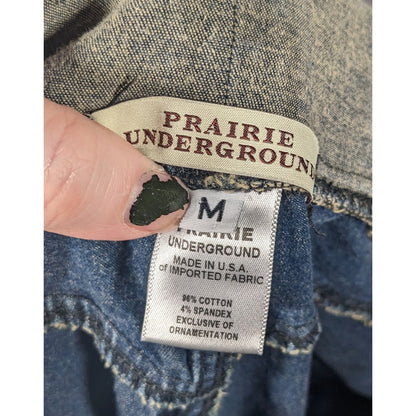 PRAIRIE
UNDERGROUND
M
PRAIRIE
UNDERGROUND
MADE IN U.S.A.
of IMPORTED FABRIC
96% COTTON
4% SPANDEX
EXCLUSIVE OF
ORNAMENTATION